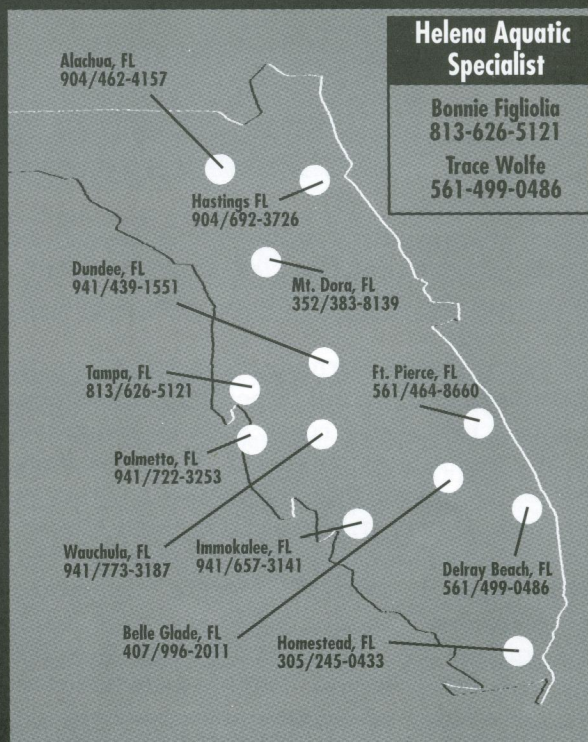 Helena Aquatic
Specialist
Bonnie Figliolia
813-626-5121
Trace Wolfe
561-499-0486
Alachua, FL
904/462-4157
Hastings FL
904/692-3726
Mt. Dora, FL
352/383-8139
Dundee, FL
941/439-1551
Tampa, FL
813/626-5121
Ft. Pierce, FL
561/464-8660
Palmetto, FL
941/722-3253
Wauchula, FL
941/773-3187
Immokalee, FL
941/657-3141
Delray Beach, FL
561/499-0486
Belle Glade, FL
407/996-2011
Homestead, FL
305/245-0433